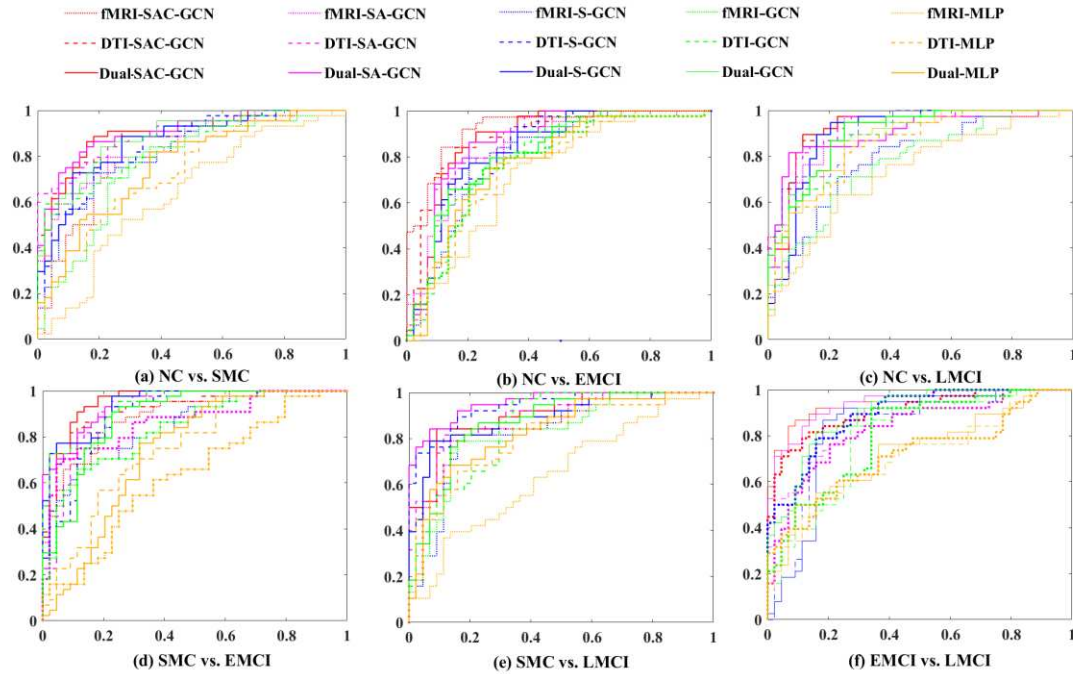 fMRI-SAC-GCN fMRI-SA-GCN fMRI-S-GCN fMRI-GCN fMRI-MLP
DTI-SAC-GCN DTI-SA-GCN DTI-S-GCN DTI-GCN DTI-MLP
Dual-SAC-GCN Dual-SA-GCN Dual-S-GCN Dual-GCN Dual-MLP
1 1 1
0.8 0.8 0.8
0.6 0.6 0.6
0.4 0.4 0.4
0.2 0.2 0.2
0 0 0
0 0.2 0.4 0.6 0.8 1 0 0.2 0.4 0.6 0.8 1 0 0.2 0.4 0.6 0.8 1
(a) NC vs. SMC (b) NC vs. EMCI (c) NC vs. LMCI
1 1 1
0.8 0.8 0.8
0.6 0.6 0.6
0.4 0.4 0.4
0.2 0.2 0.2
0 0 0
0 0.2 0.4 0.6 0.8 1 0 0.2 0.4 0.6 0.8 1 0 0.2 0.4 0.6 0.8 1
(d) SMC vs. EMCI (e) SMC vs. LMCI (f) EMCI vs. LMCI